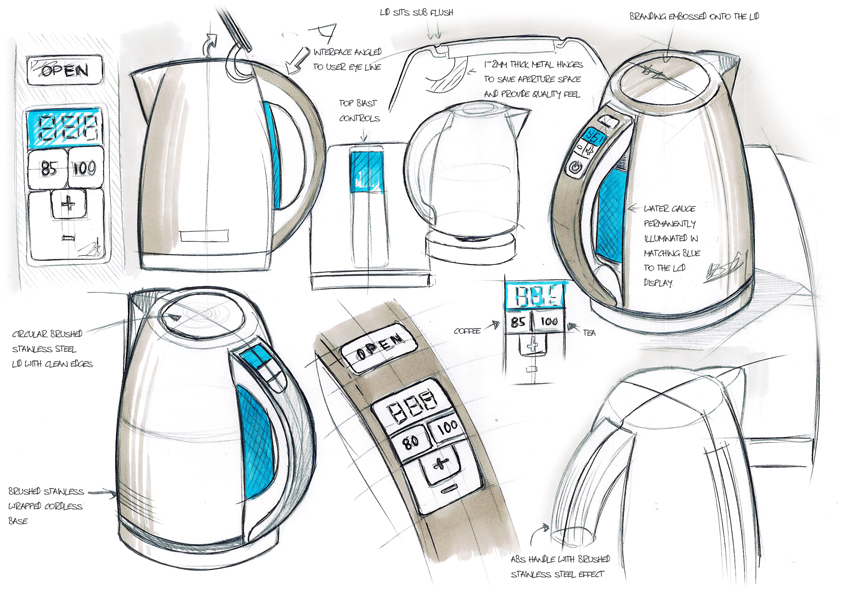 LID SITS SUB FLUSH
BRANDING EMBOSSED ONTO THE LID
INTERFACE ANGLED
TO USER EYE LINE
1-2MM THICK METAL HINGES
TO SAVE APERTURE SPACE
AND PROVIDE QUALITY FEEL
OPEN
888
85
100
+
-
TOP BIAST
CONTROLS
WATER GAUGE
PERMANENTLY
ILLUMINATED IN
MATCHING BLUE
TO THE LCD
DISPLAY
CIRCULAR BRUSHED
STAINLESS STEEL
LID WITH CLEAN EDGES
COFFEE
85
100
TEA
+
-
OPEN
888
80
100
+
-
BRUSHED STAINLESS
WRAPPED CORDLESS
BASE
ABS HANDLE WITH BRUSHED
STAINLESS STEEL EFFECT